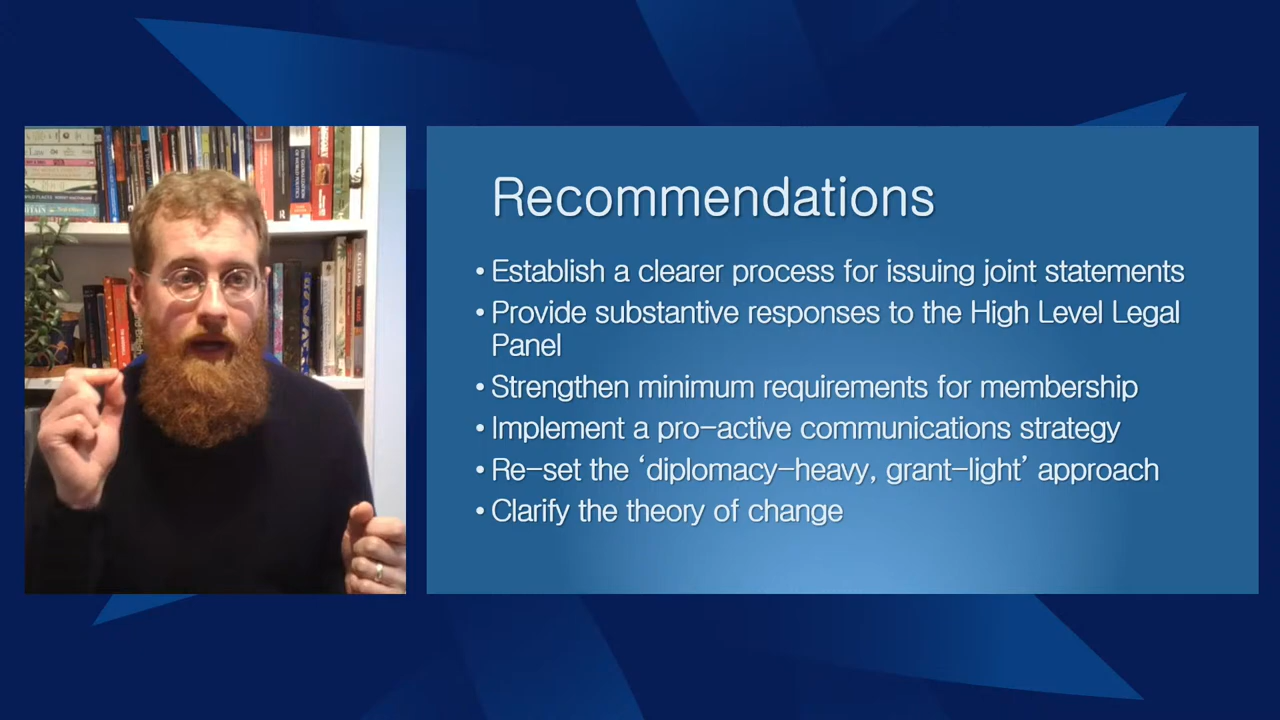 Recommendations
• Establish a clearer process for issuing joint statements
• Provide substantive responses to the High Level Legal
Panel
• Strengthen minimum requirements for membership
• Implement a pro-active communications strategy
• Re-set the ‘diplomacy-heavy, grant-light’ approach
• Clarify the theory of change